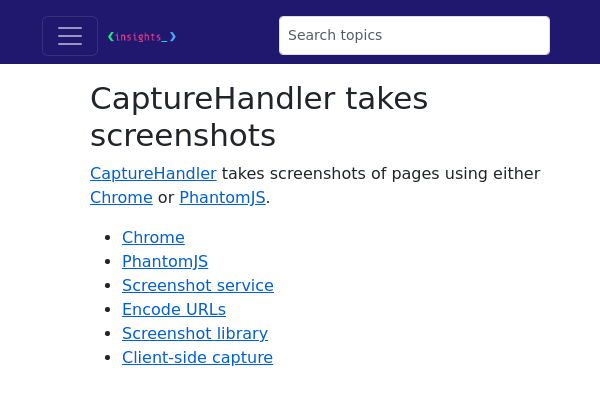 insights_
Search topics
CaptureHandler takes
screenshots
CaptureHandler takes screenshots of pages using either
Chrome or PhantomJS.
Chrome
PhantomJS
Screenshot service
Encode URLs
Screenshot library
Client-side capture